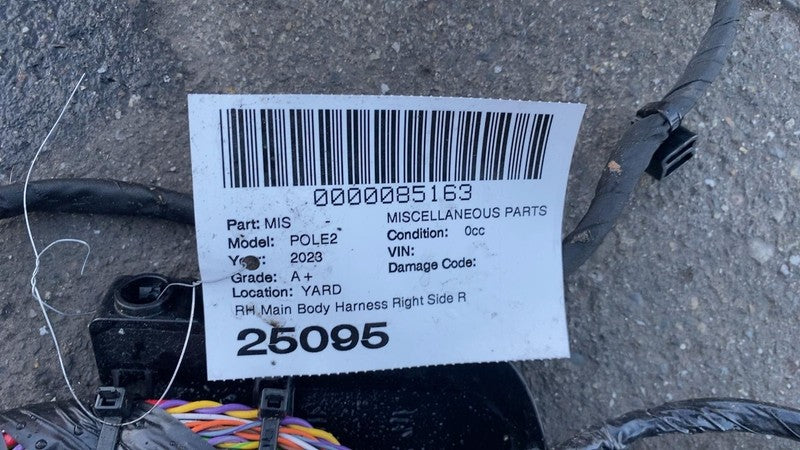 0000085163
Part: MIS - MISCELLANEOUS PARTS
Model: POLE2 Condition: 0cc
Year: 2023 VIN:
Grade: A+ Damage Code:
Location: YARD
RH Main Body Harness Right Side R
25095